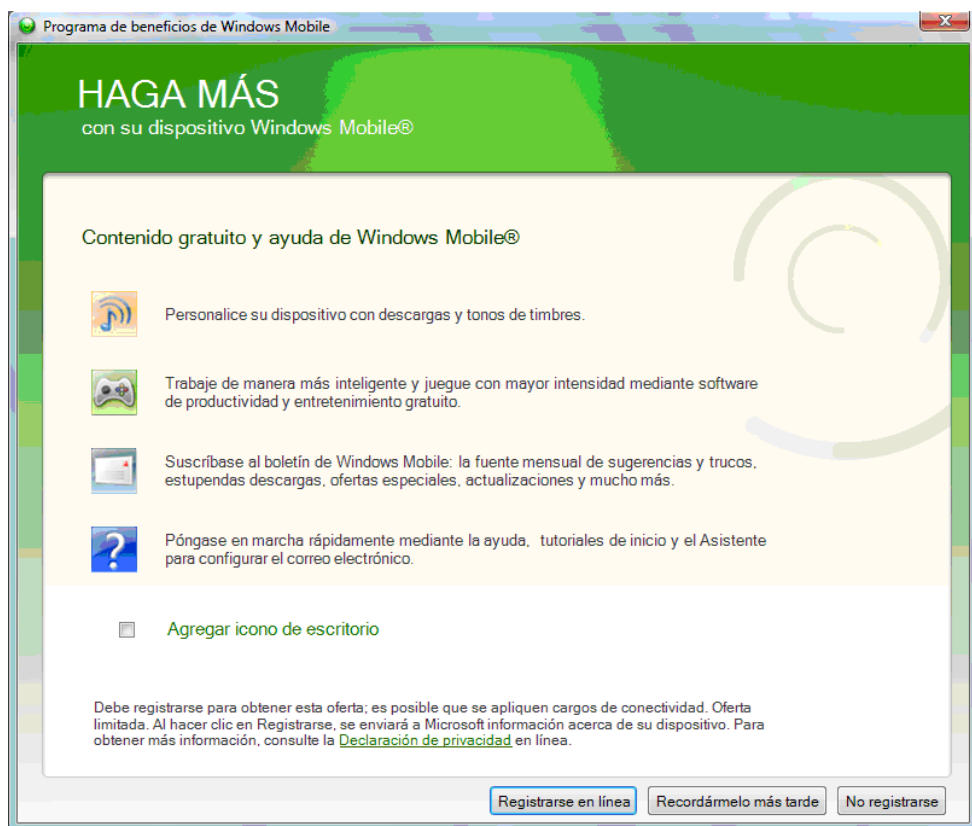 Programa de beneficios de Windows Mobile
HAGA MÁS
con su dispositivo Windows Mobile®
Contenido gratuito y ayuda de Windows Mobile®
Personalice su dispositivo con descargas y tonos de timbres.
Trabaje de manera más inteligente y juegue con mayor intensidad mediante software
de productividad y entretenimiento gratuito.
Suscríbase al boletín de Windows Mobile: la fuente mensual de sugerencias y trucos,
estupendas descargas, ofertas especiales, actualizaciones y mucho más.
Póngase en marcha rápidamente mediante la ayuda, tutoriales de inicio y el Asistente
para configurar el correo electrónico.
Agregar icono de escritorio
Debe registrarse para obtener esta oferta; es posible que se apliquen cargos de conectividad. Oferta
limitada. Al hacer clic en Registrarse, se enviará a Microsoft información acerca de su dispositivo. Para
obtener más información, consulte la Declaración de privacidad en línea.
Registrarse en línea Recordármelo más tarde No registrarse